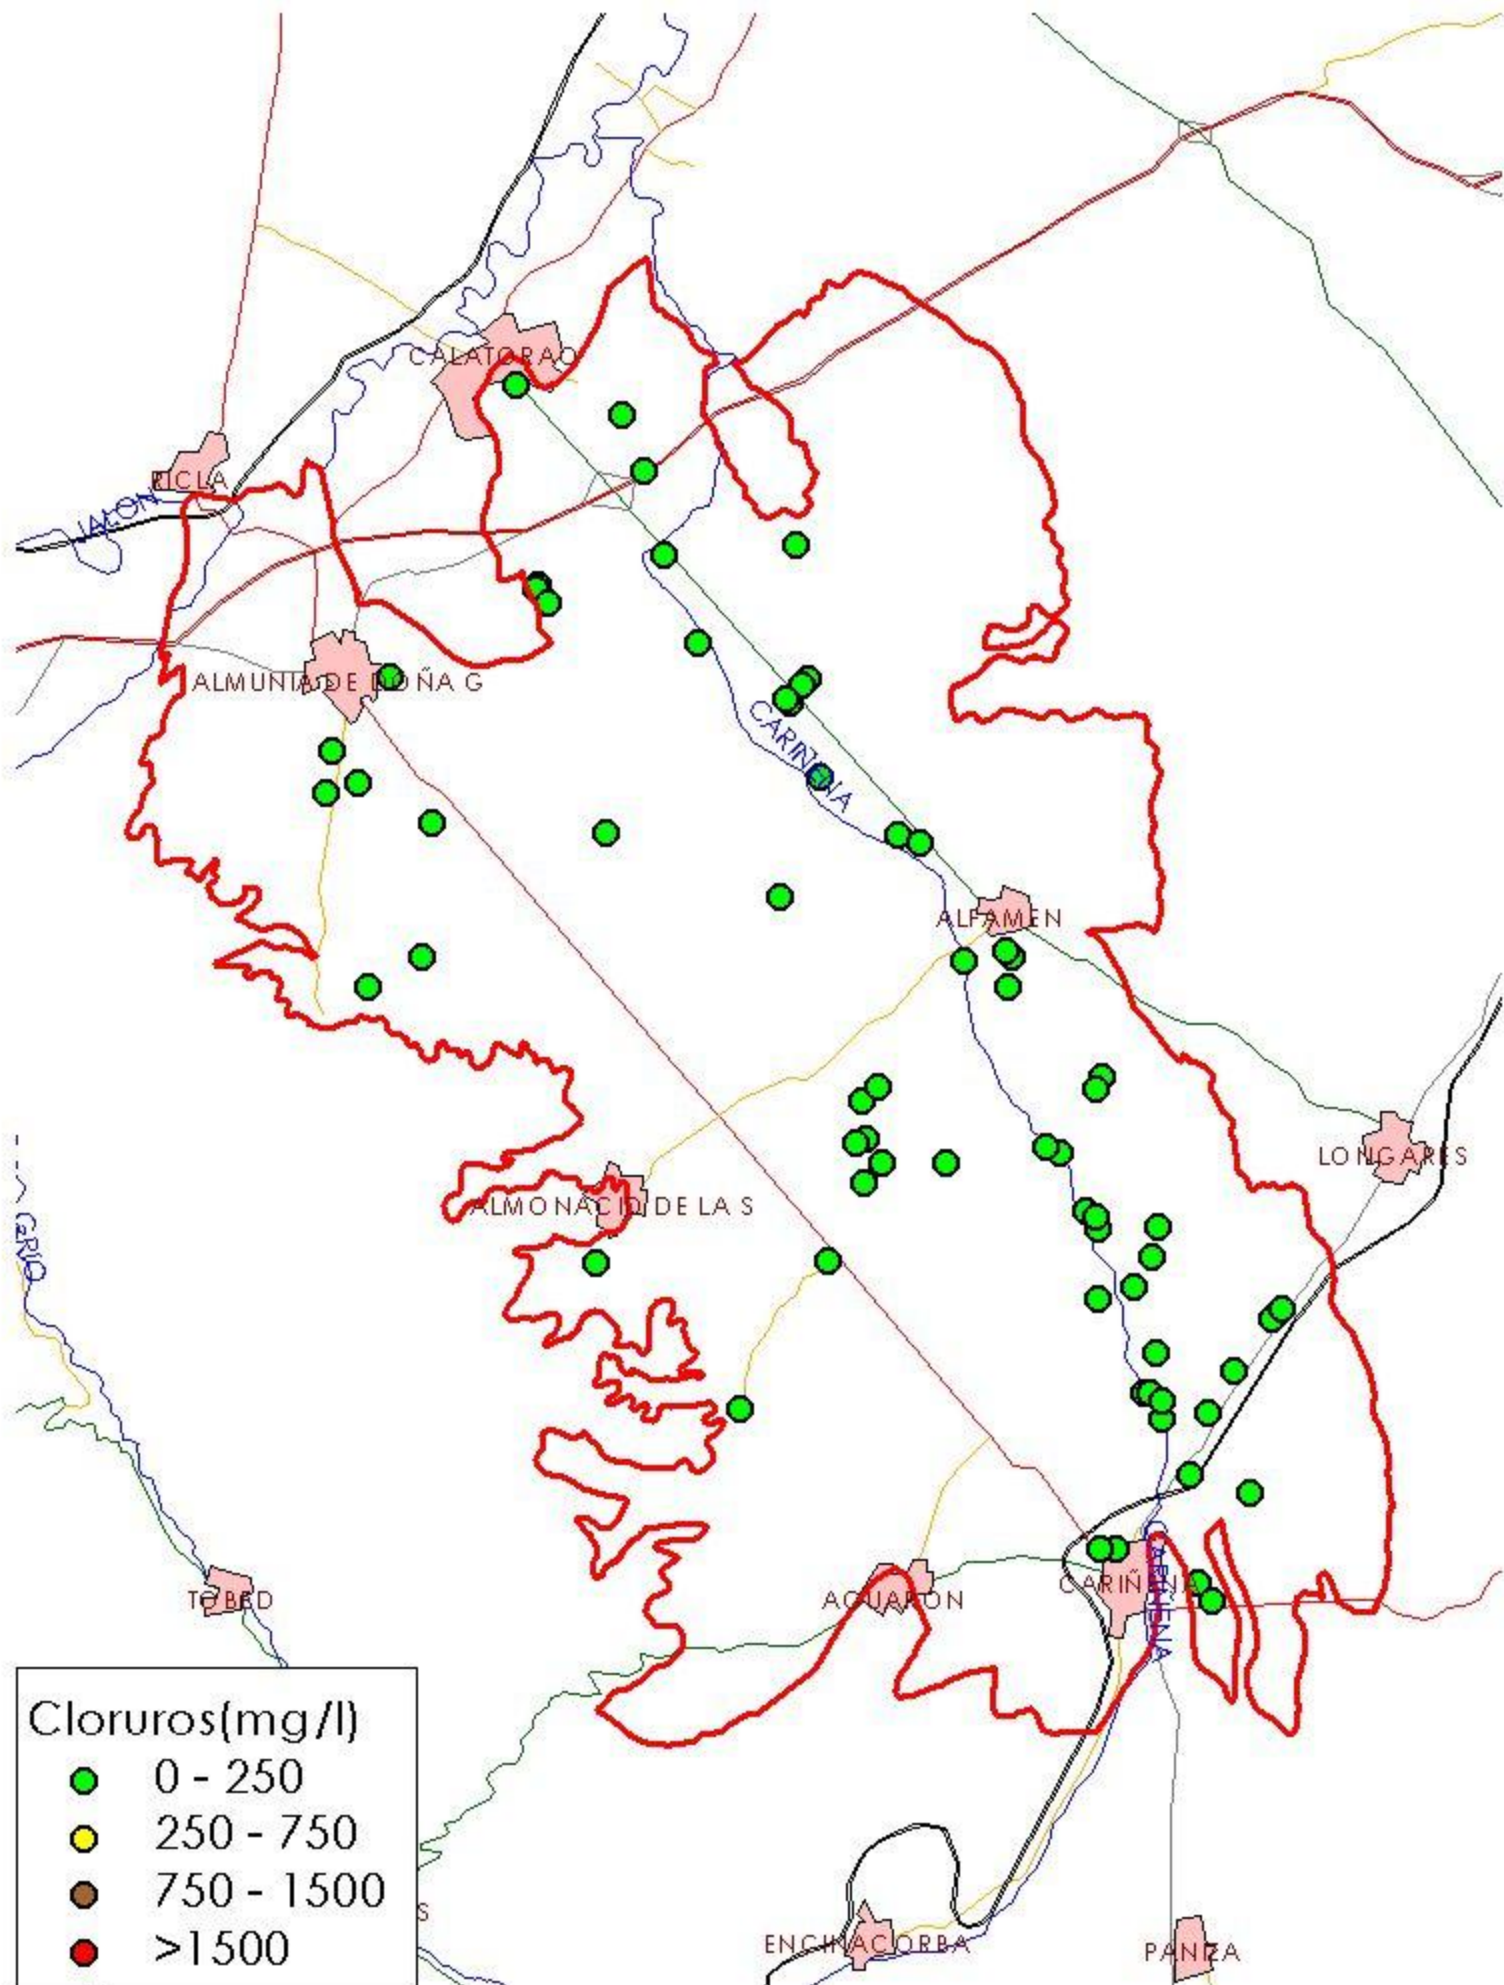 CALATORAO
RICLA
JALON
ALMUNIA DE DOÑA G
CARIÑENA
ALFAMEN
LONGARES
ALMONACID DE LA S
TOBED
AGUARON
CARIÑENA
CARIÑENA
Cloruros(mg/l)
0 - 250
250 - 750
750 - 1500
>1500
S
ENCINACORBA
PANIZA